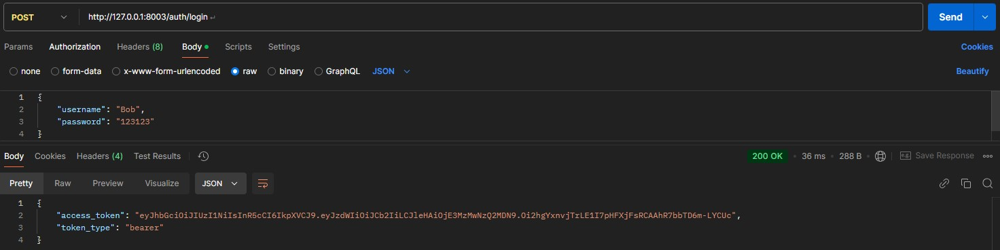 POST http://127.0.0.1:8003/auth/login Send
Params Authorization Headers (8) Body Scripts Settings Cookies
none form-data x-www-form-urlencoded raw binary GraphQL JSON Beautify
1 {
2 "username": "Bob",
3 "password": "123123"
4 }
Body Cookies Headers (4) Test Results 200 OK 36 ms 288 B e.g. Save Response
Pretty Raw Preview Visualize JSON
1 {
2 "access_token": "eyJhbGciOiJIUzI1NiIsInR5cCI6IkpXVCJ9.eyJzdWIiOiJCb2IiLCJleHAiOjE3MzMwNzQ2MDN9.Oi2hgYxnvjTrLE1I7pHFXjFsRCAAhR7bbTD6m-LYCUc",
3 "token_type": "bearer"
4 }